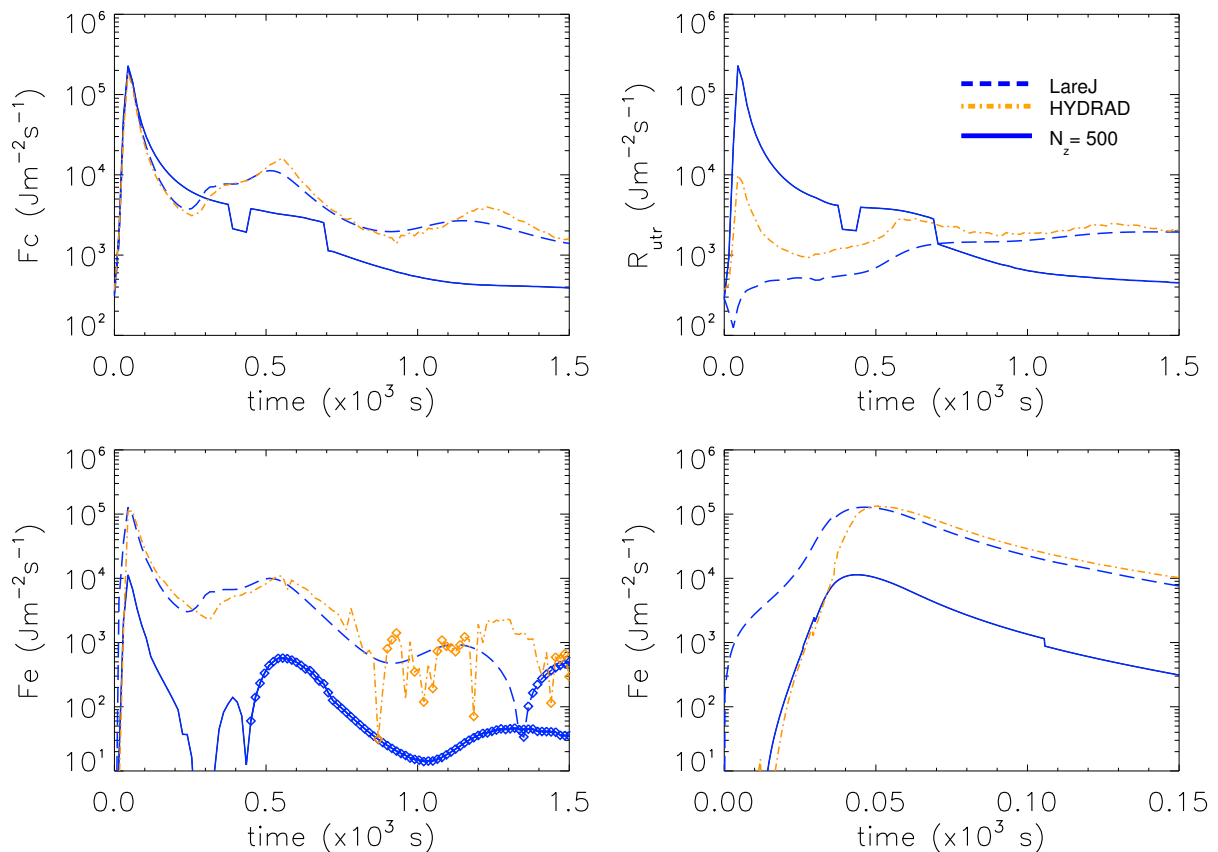 10⁶ 10⁶
10⁵ 10⁵
10⁴ 10⁴
10³ 10³
10² 10²
Fc (Jm⁻²s⁻¹) R_utr (Jm⁻²s⁻¹)
LareJ
HYDRAD
N_z= 500
0.0 0.5 1.0 1.5 0.0 0.5 1.0 1.5
time (x10³ s) time (x10³ s)
10⁶ 10⁶
10⁵ 10⁵
10⁴ 10⁴
10³ 10³
10² 10²
10¹ 10¹
Fe (Jm⁻²s⁻¹) Fe (Jm⁻²s⁻¹)
0.0 0.5 1.0 1.5 0.00 0.05 0.10 0.15
time (x10³ s) time (x10³ s)